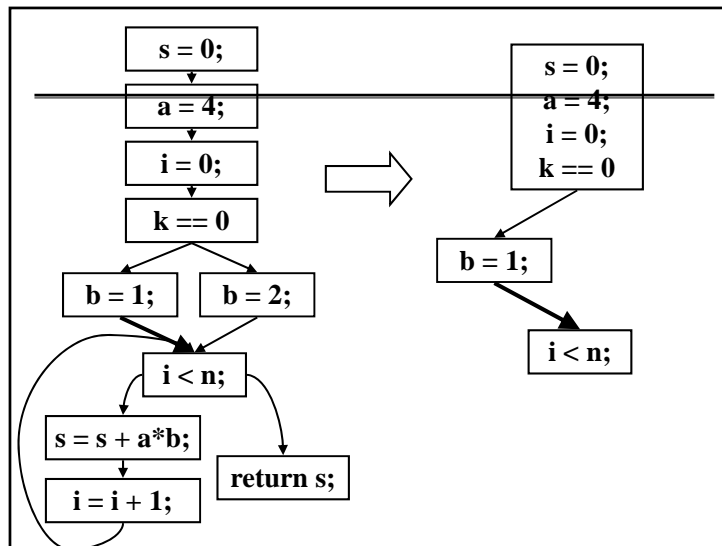 s = 0;
a = 4;
i = 0;
k == 0
b = 1;
b = 2;
i < n;
s = s + a*b;
i = i + 1;
return s;
s = 0;
a = 4;
i = 0;
k == 0
b = 1;
i < n;